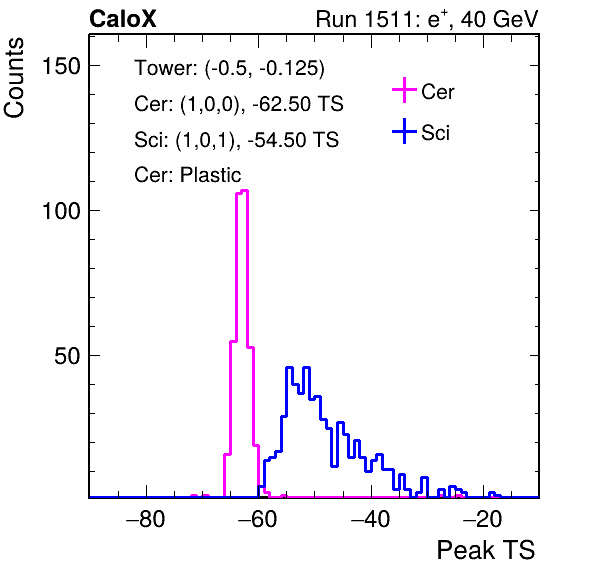 CaloX Run 1511: e⁺, 40 GeV
Counts
150
100
50
Tower: (-0.5, -0.125)
Cer: (1,0,0), -62.50 TS
Sci: (1,0,1), -54.50 TS
Cer: Plastic
Cer
Sci
−80 −60 −40 −20
Peak TS